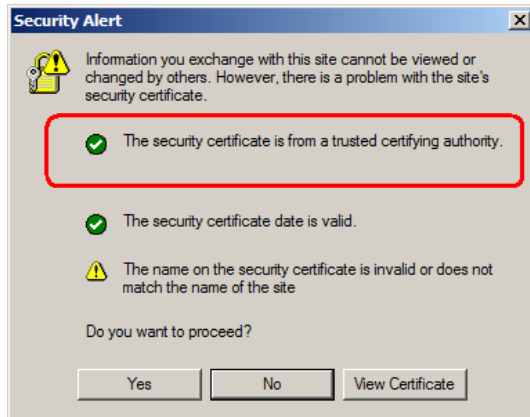 Security Alert
Information you exchange with this site cannot be viewed or
changed by others. However, there is a problem with the site's
security certificate.
The security certificate is from a trusted certifying authority.
The security certificate date is valid.
The name on the security certificate is invalid or does not
match the name of the site
Do you want to proceed?
Yes
No
View Certificate